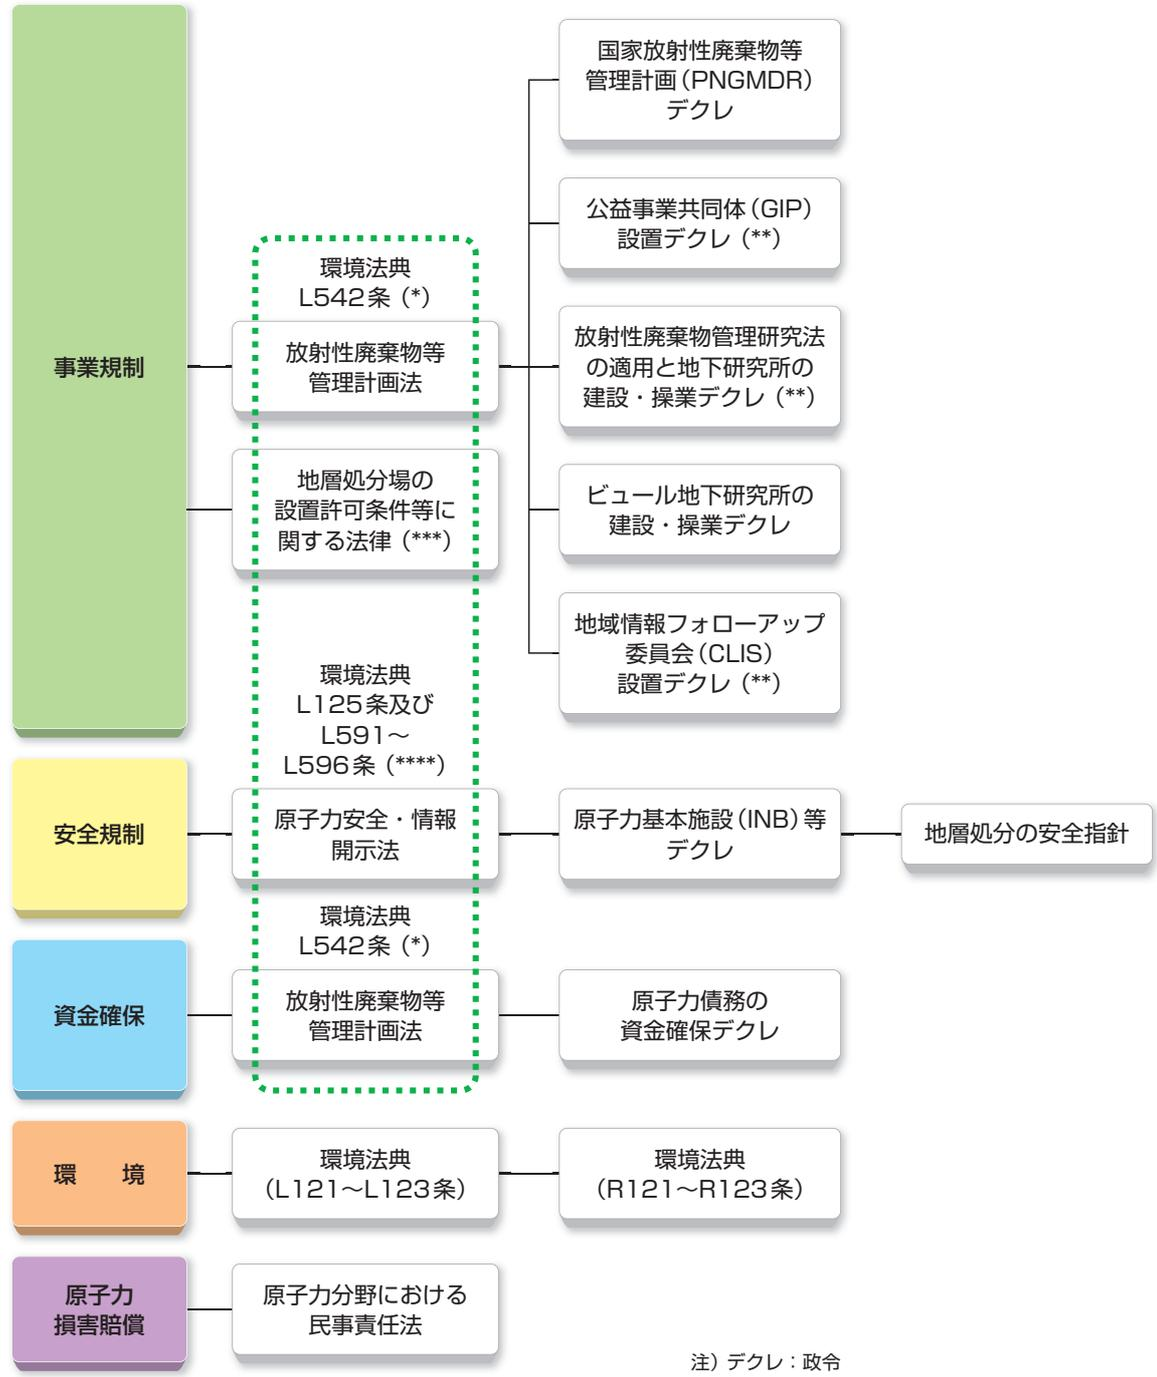 事業規制
環境法典
L542条（*）
放射性廃棄物等
管理計画法
国家放射性廃棄物等
管理計画（PNGMDR）
デクレ
公益事業共同体（GIP）
設置デクレ（**）
放射性廃棄物管理研究法
の適用と地下研究所の
建設・操業デクレ（**）
ビュール地下研究所の
建設・操業デクレ
地域情報フォローアップ
委員会（CLIS）
設置デクレ（**）
地層処分場の
設置許可条件等に
関する法律（***）
安全規制
環境法典
L125条及び
L591～
L596条（****）
原子力安全・情報
開示法
原子力基本施設（INB）等
デクレ
地層処分の安全指針
資金確保
環境法典
L542条（*）
放射性廃棄物等
管理計画法
原子力債務の
資金確保デクレ
環　境
環境法典
（L121～L123条）
環境法典
（R121～R123条）
原子力
損害賠償
原子力分野における
民事責任法
注）デクレ：政令